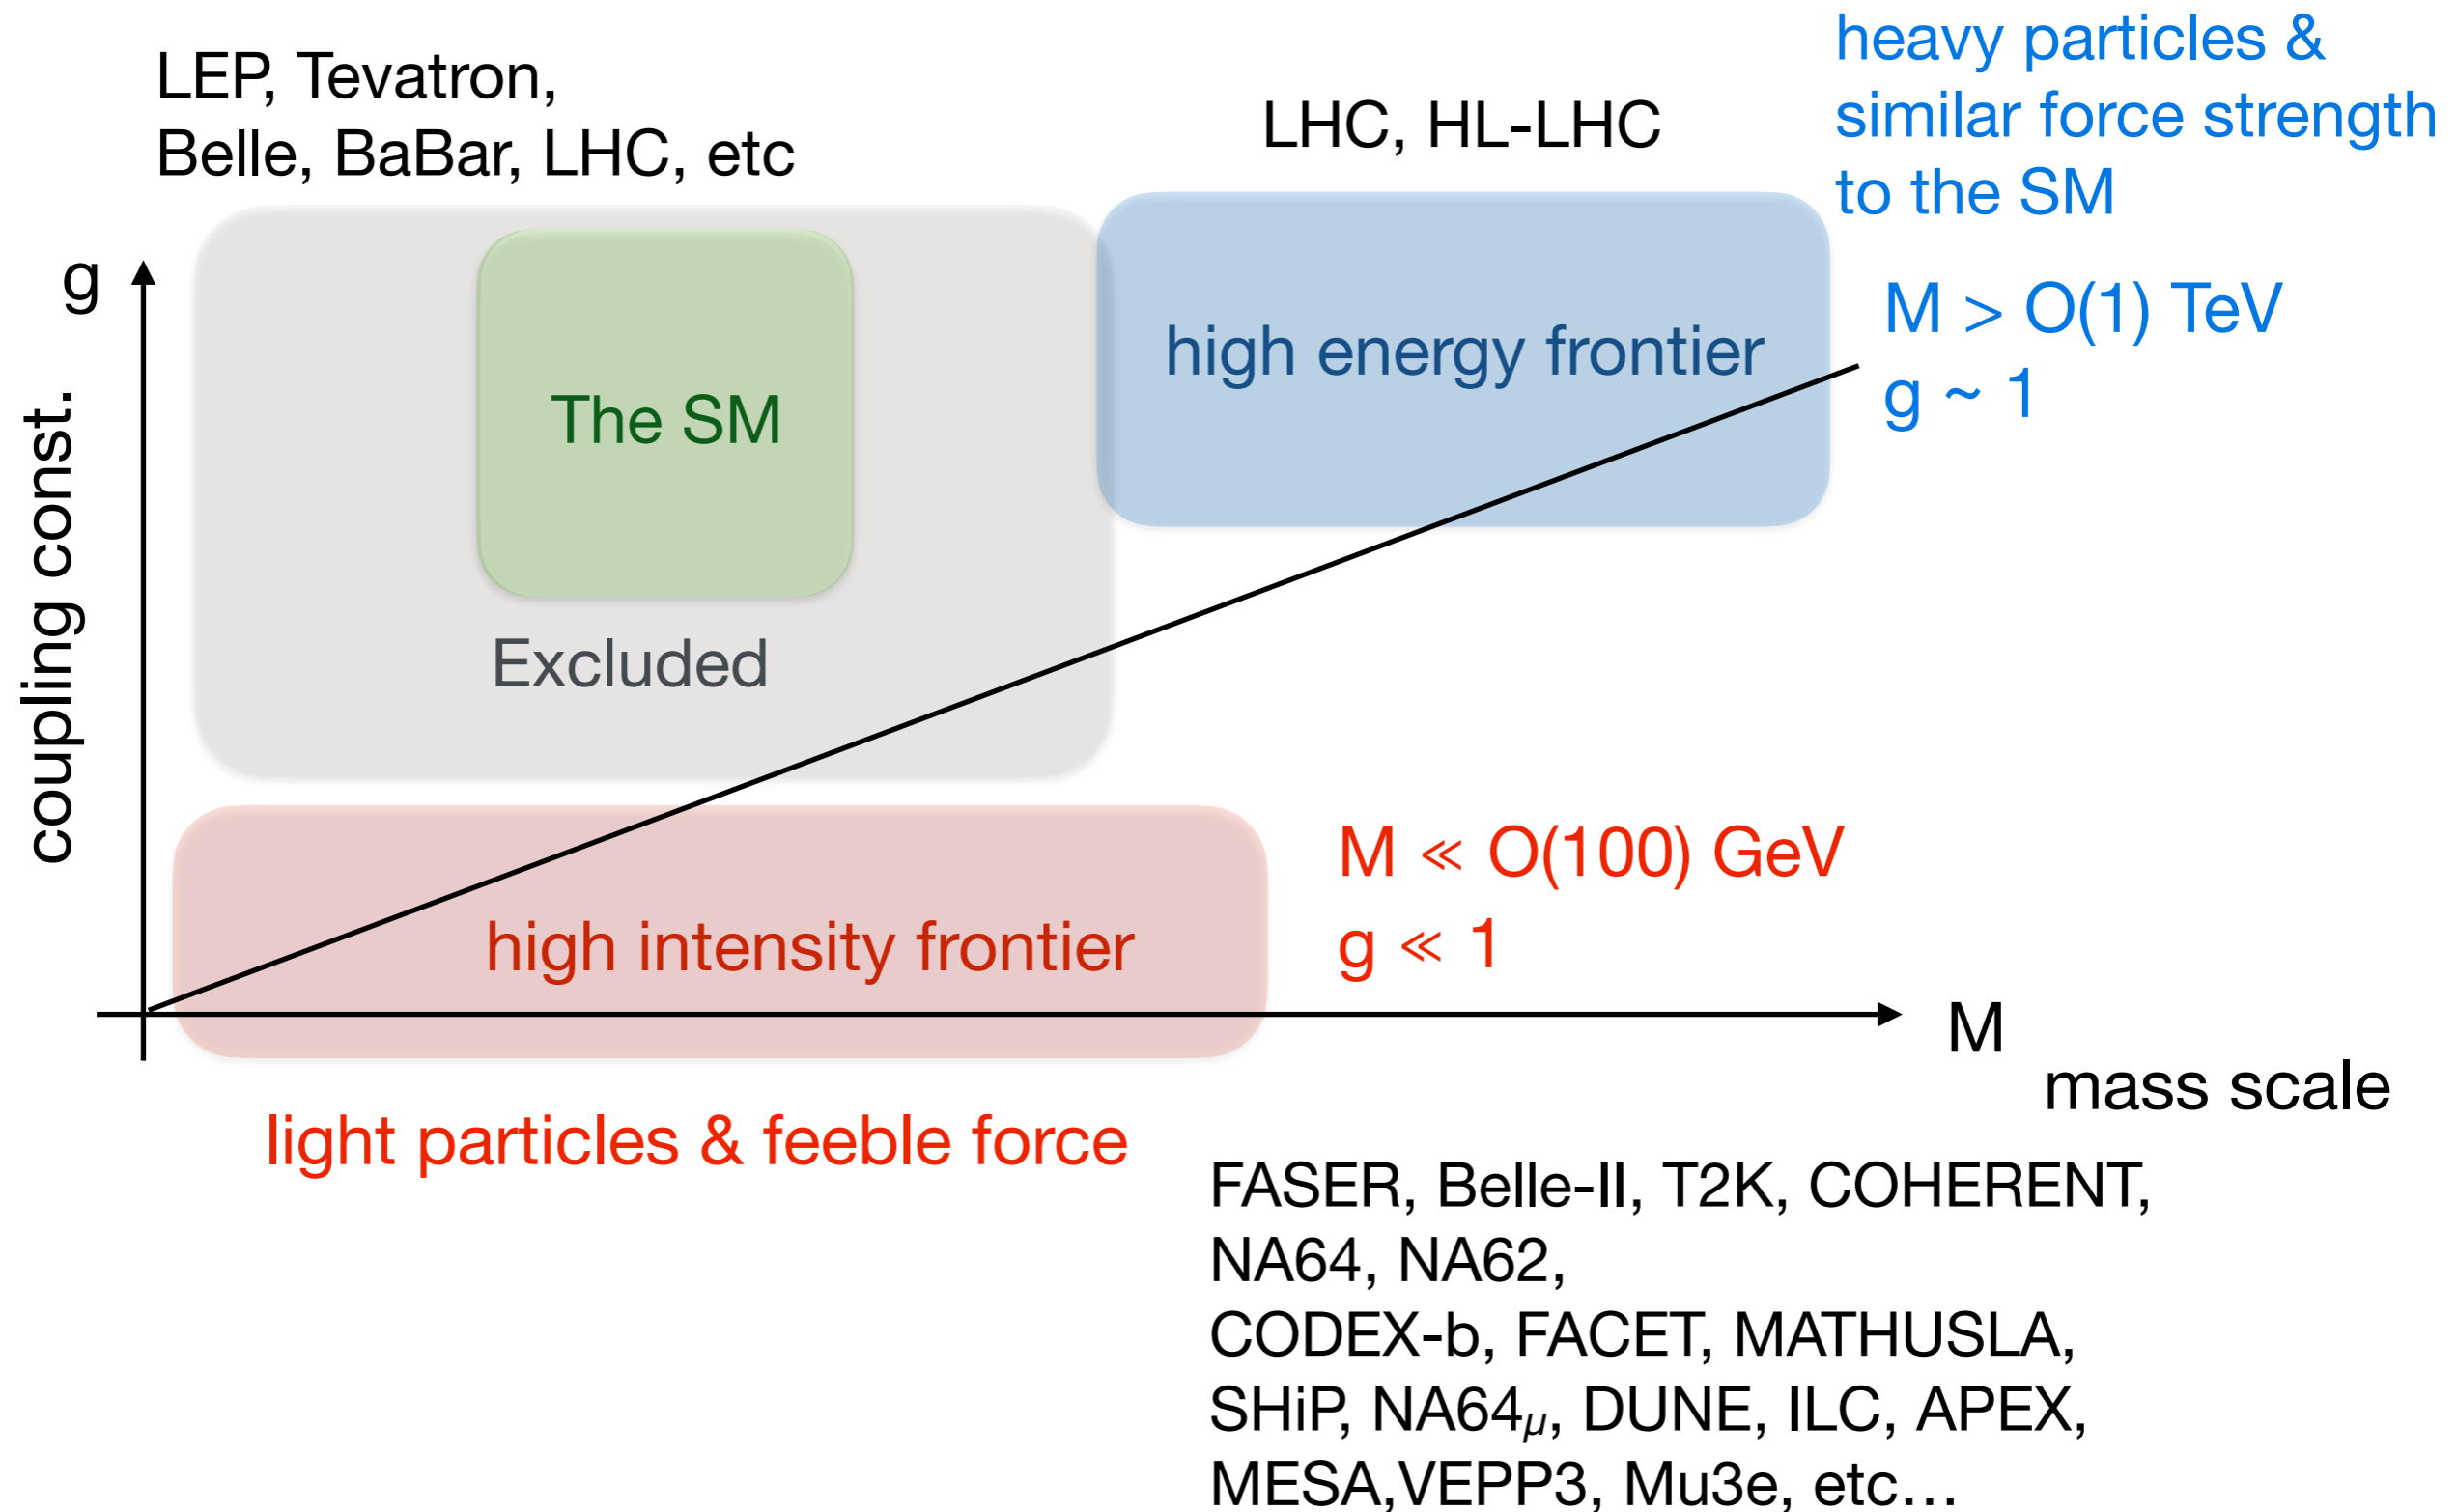 LEP, Tevatron,
Belle, BaBar, LHC, etc
LHC, HL-LHC
heavy particles &
similar force strength
to the SM
g
coupling const.
The SM
Excluded
high energy frontier
M > O(1) TeV
g ~ 1
high intensity frontier
M ≪ O(100) GeV
g ≪ 1
M
mass scale
light particles & feeble force
FASER, Belle-II, T2K, COHERENT,
NA64, NA62,
CODEX-b, FACET, MATHUSLA,
SHiP, NA64μ, DUNE, ILC, APEX,
MESA,VEPP3, Mu3e, etc…